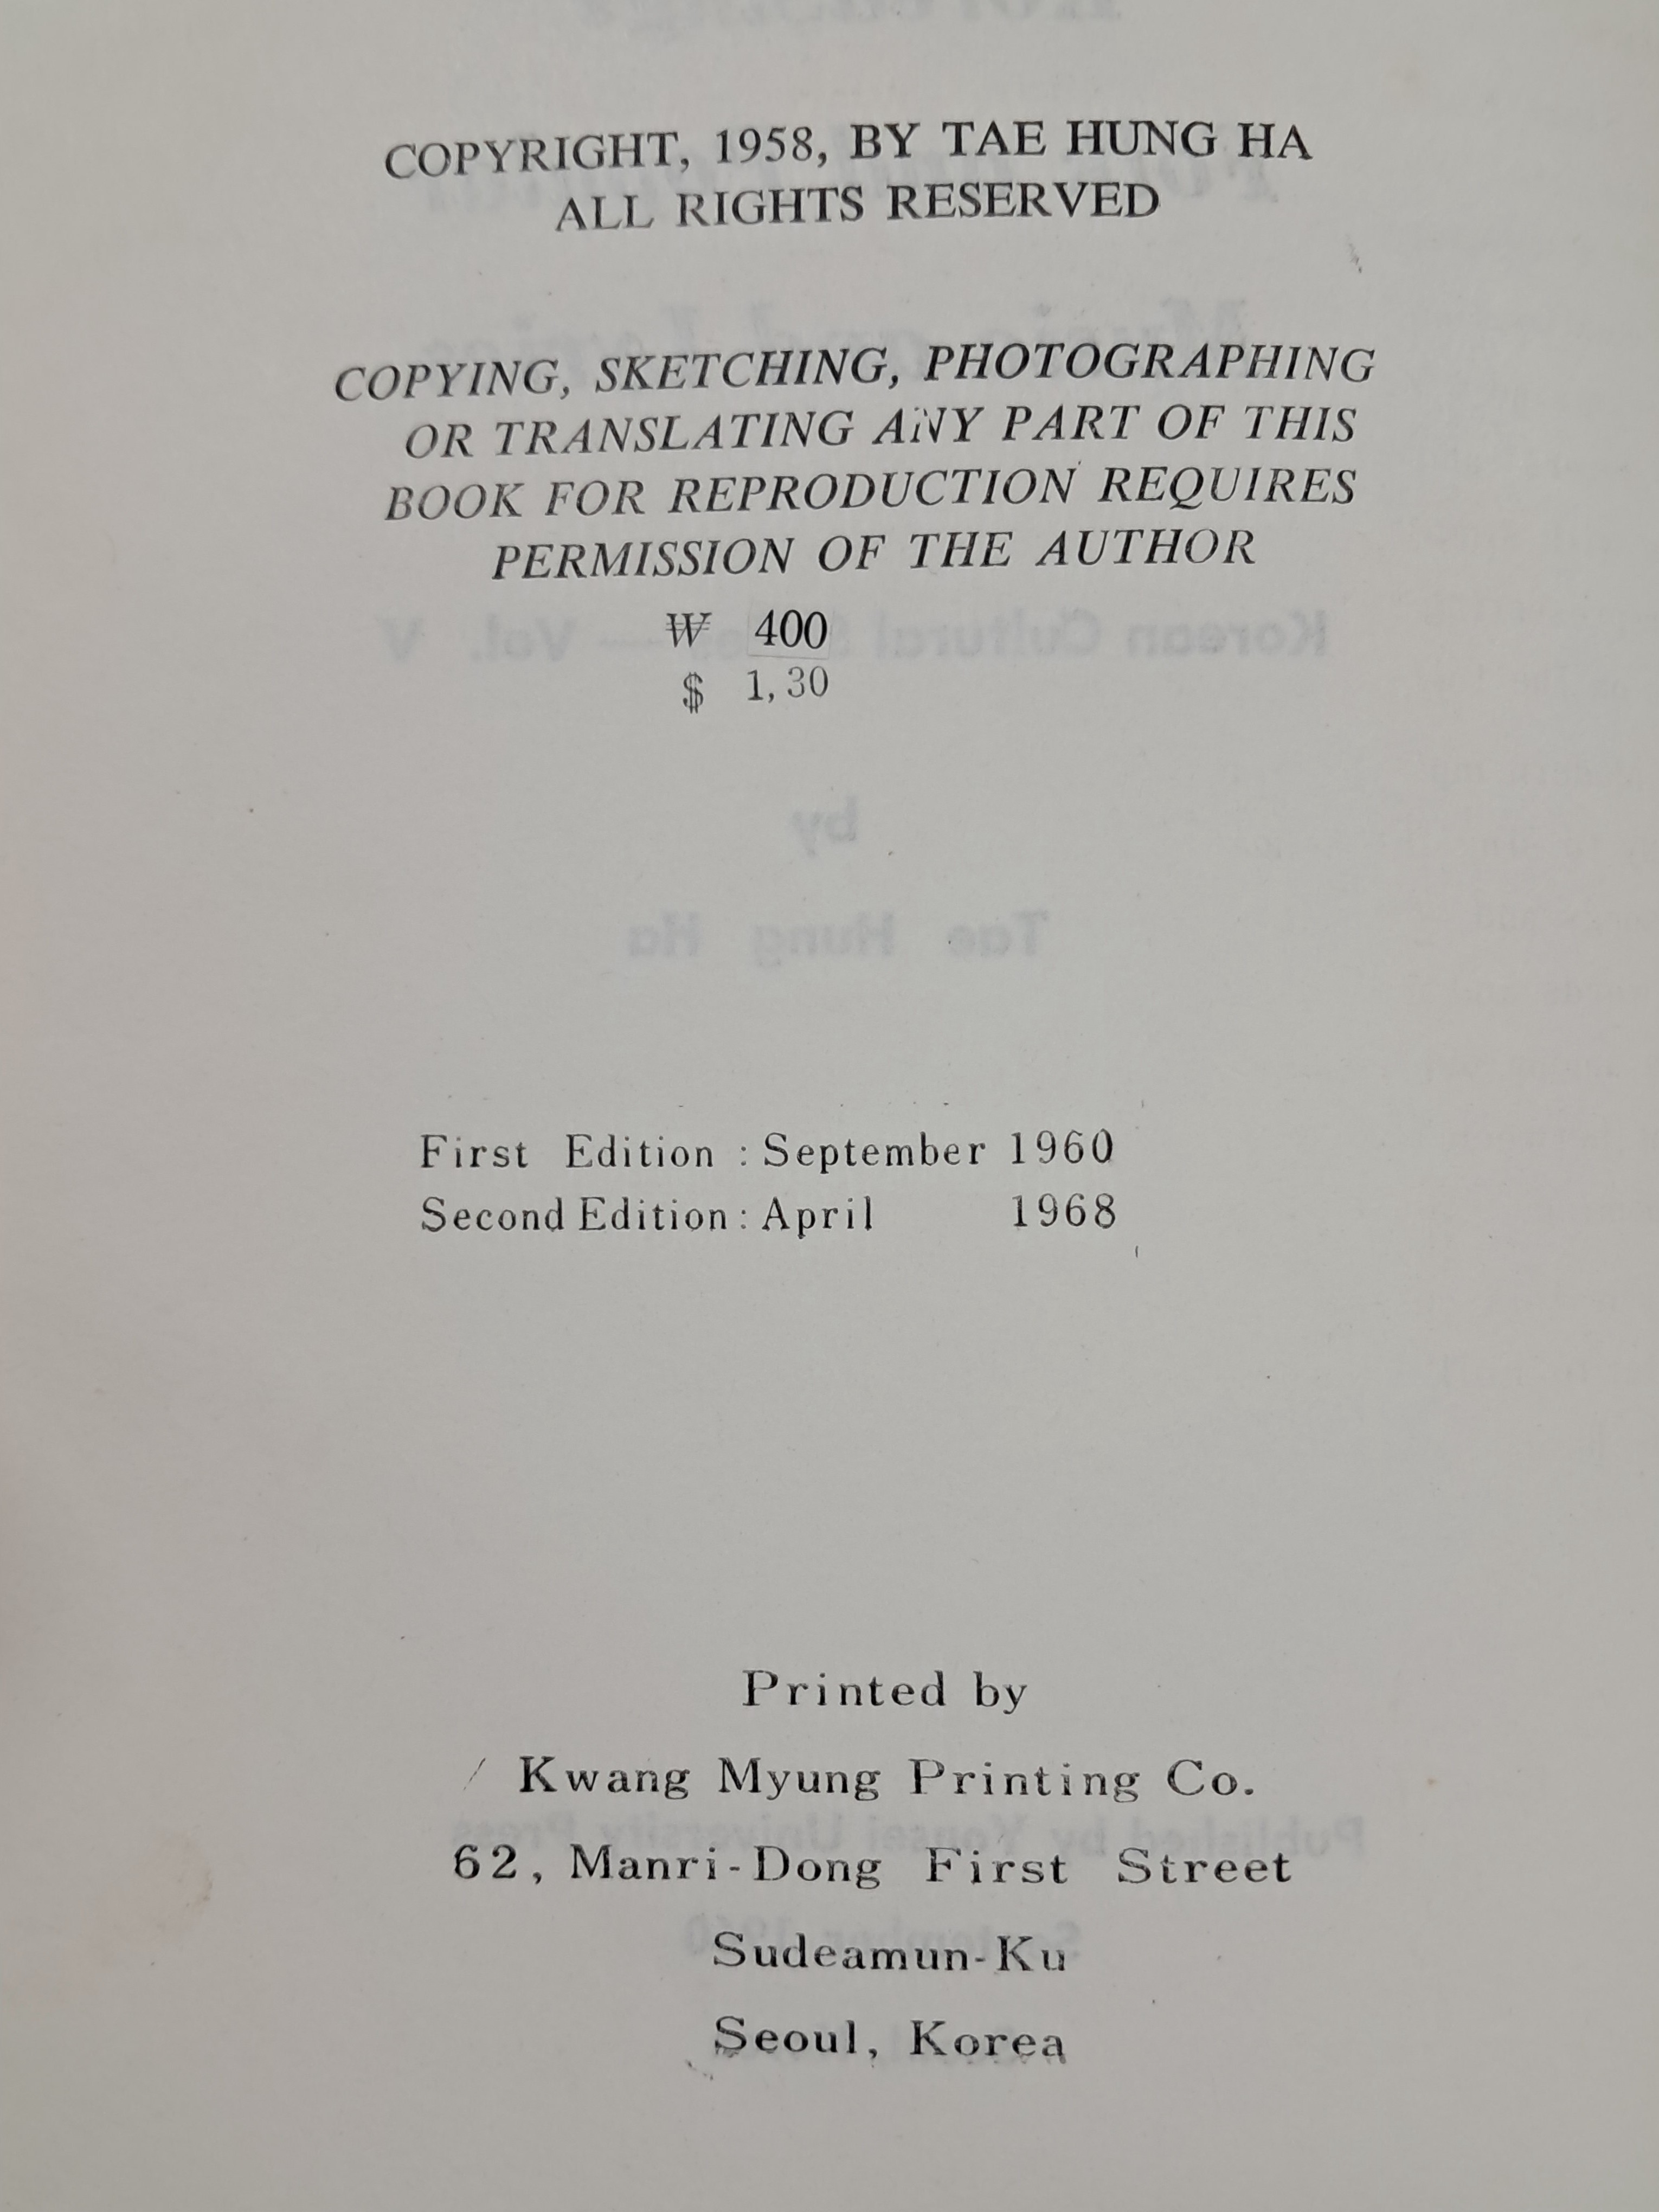 COPYRIGHT, 1958, BY TAE HUNG HA
ALL RIGHTS RESERVED
COPYING, SKETCHING, PHOTOGRAPHING
OR TRANSLATING ANY PART OF THIS
BOOK FOR REPRODUCTION REQUIRES
PERMISSION OF THE AUTHOR
₩ 400
$ 1,30
First Edition : September 1960
Second Edition : April 1968
Printed by
Kwang Myung Printing Co.
62, Manri-Dong First Street
Sudeamun-Ku
Seoul, Korea